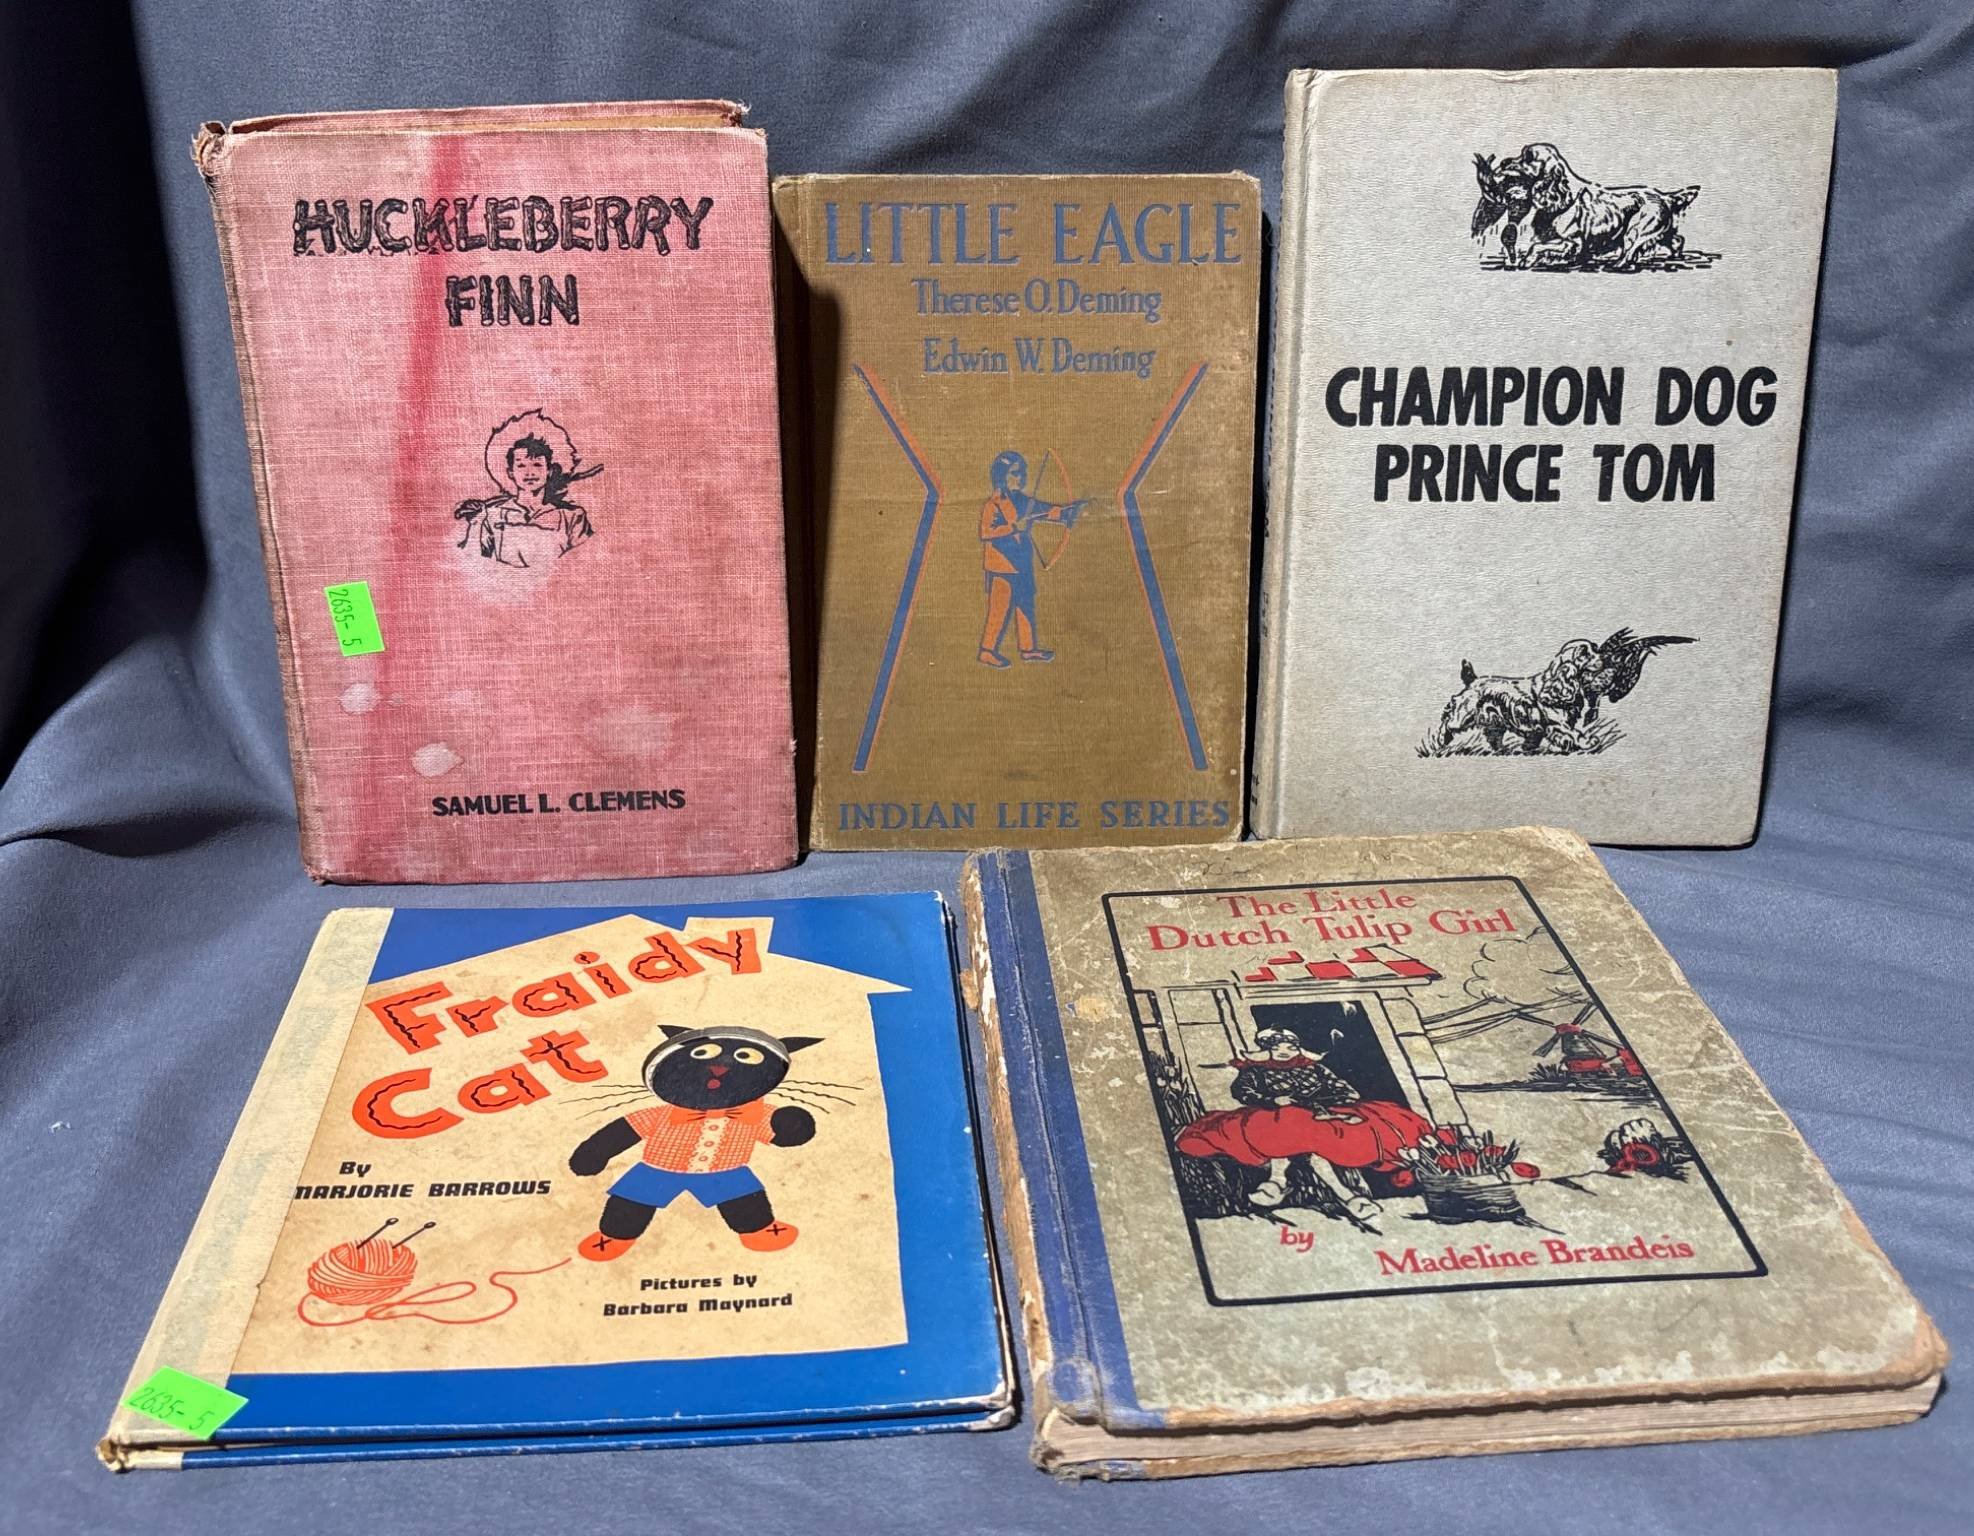 HUCKLEBERRY
FINN
2635-5
SAMUEL L. CLEMENS
LITTLE EAGLE
Therese O. Deming
Edwin W. Deming
INDIAN LIFE SERIES
CHAMPION DOG
PRINCE TOM
Fraidy
Cat
By
MARJORIE BARROWS
Pictures by
Barbara Maynard
2635-5
The Little
Dutch Tulip Girl
by
Madeline Brandeis